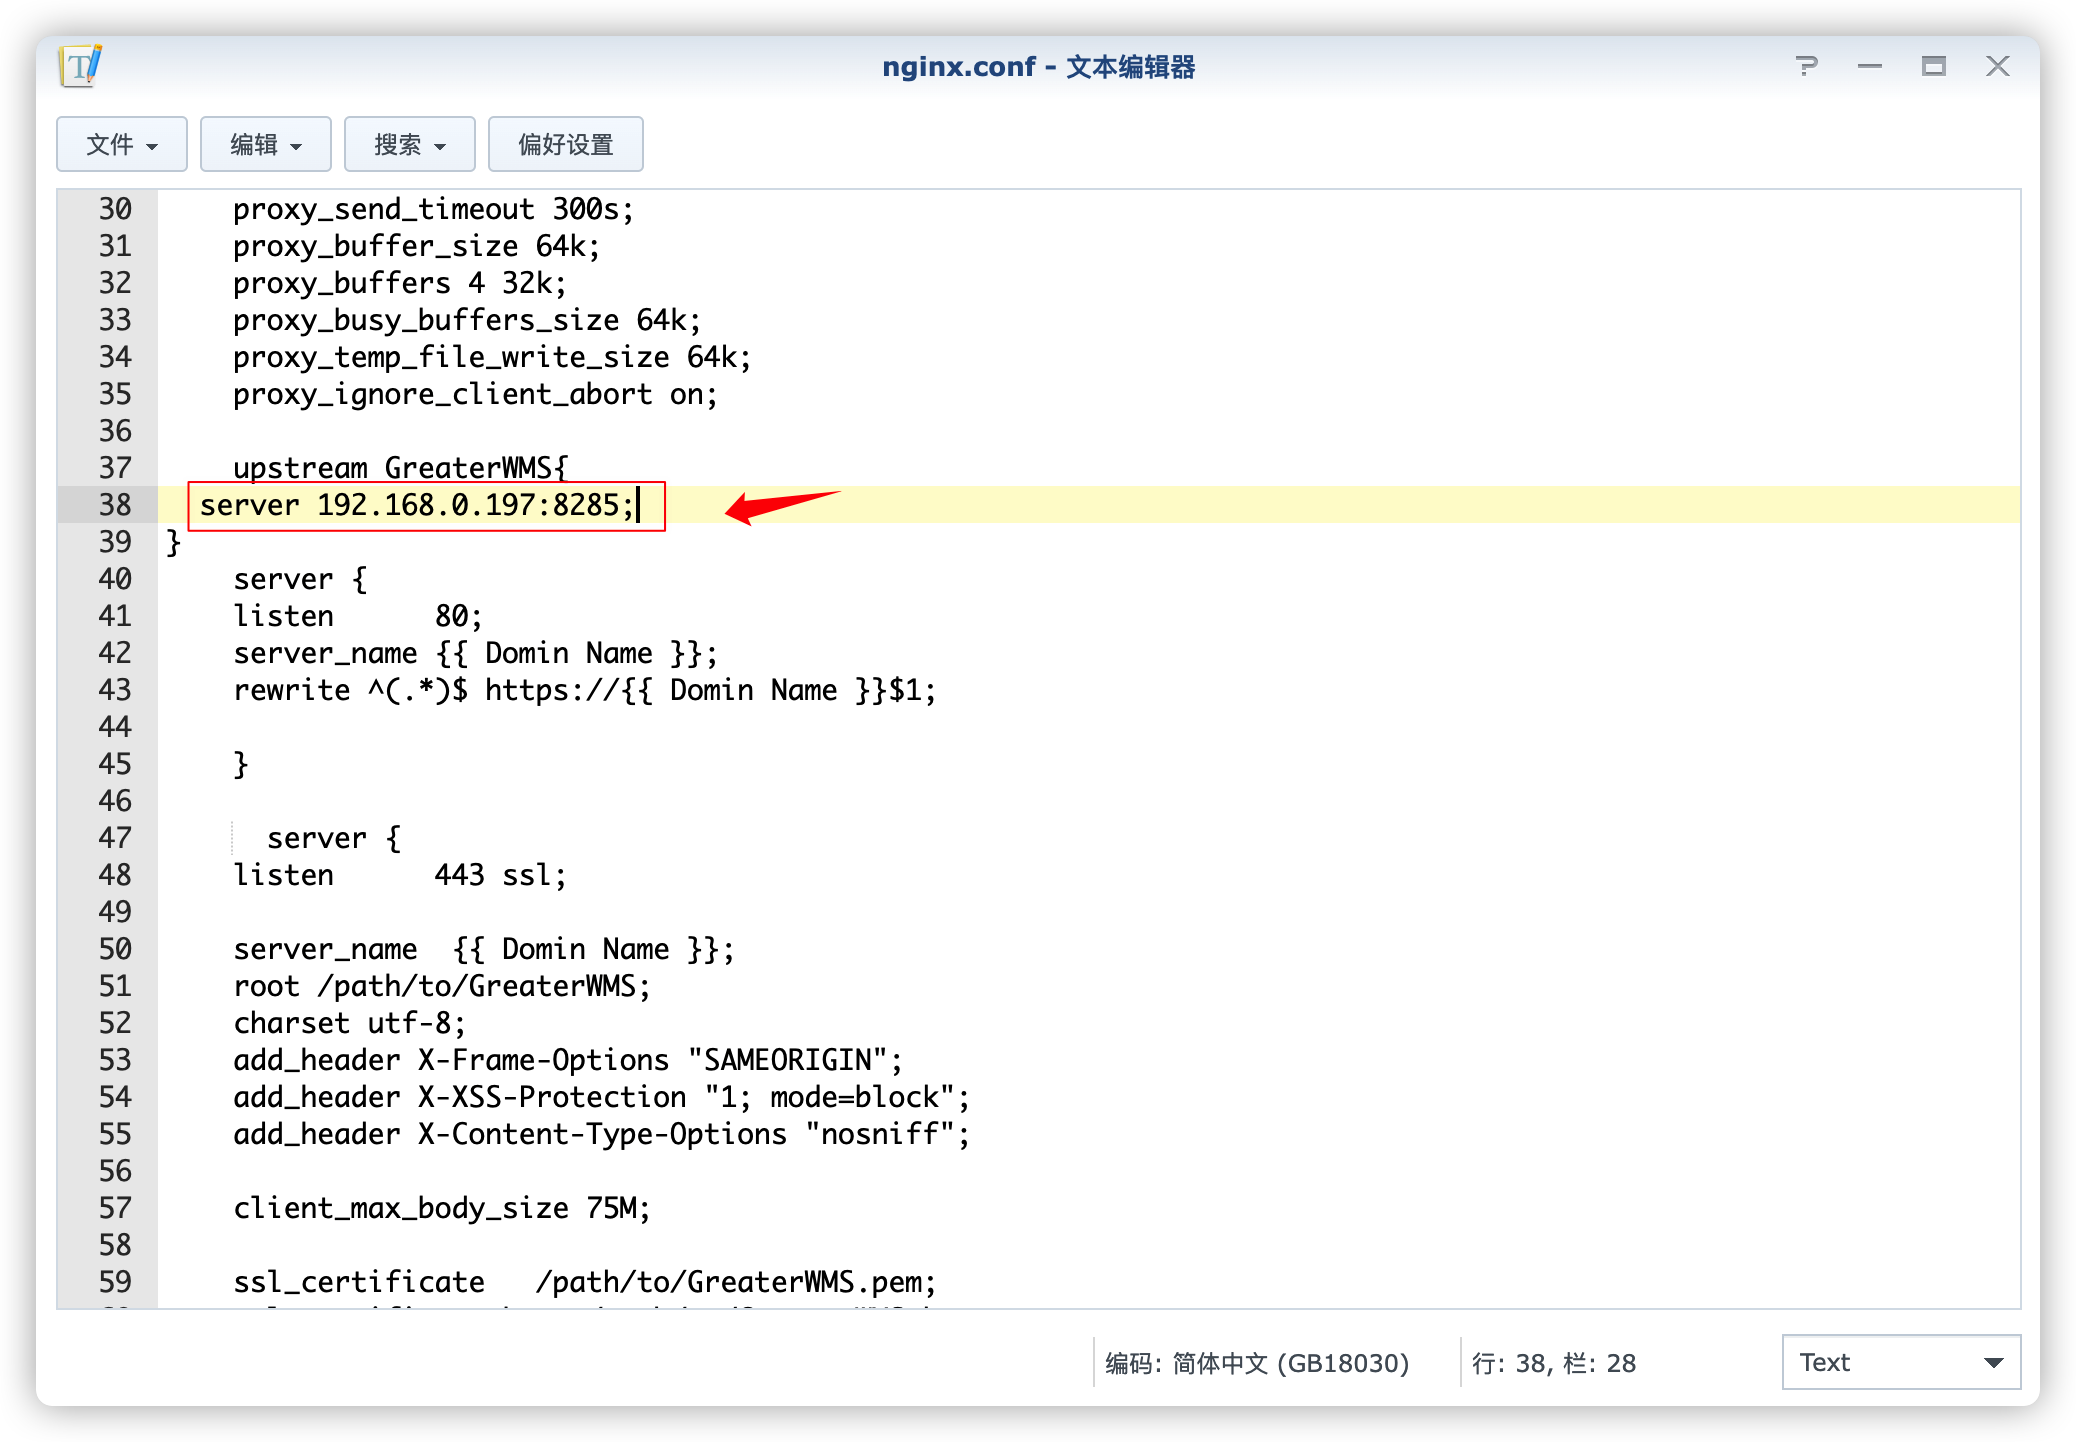 nginx.conf - 文本编辑器
文件 编辑 搜索 偏好设置
30 proxy_send_timeout 300s;
31 proxy_buffer_size 64k;
32 proxy_buffers 4 32k;
33 proxy_busy_buffers_size 64k;
34 proxy_temp_file_write_size 64k;
35 proxy_ignore_client_abort on;
36
37 upstream GreaterWMS{
38 server 192.168.0.197:8285;
39 }
40 server {
41 listen 80;
42 server_name {{ Domin Name }};
43 rewrite ^(.*)$ https://{{ Domin Name }}$1;
44
45 }
46
47 server {
48 listen 443 ssl;
49
50 server_name {{ Domin Name }};
51 root /path/to/GreaterWMS;
52 charset utf-8;
53 add_header X-Frame-Options "SAMEORIGIN";
54 add_header X-XSS-Protection "1; mode=block";
55 add_header X-Content-Type-Options "nosniff";
56
57 client_max_body_size 75M;
58
59 ssl_certificate /path/to/GreaterWMS.pem;
编码: 简体中文 (GB18030) 行: 38, 栏: 28 Text